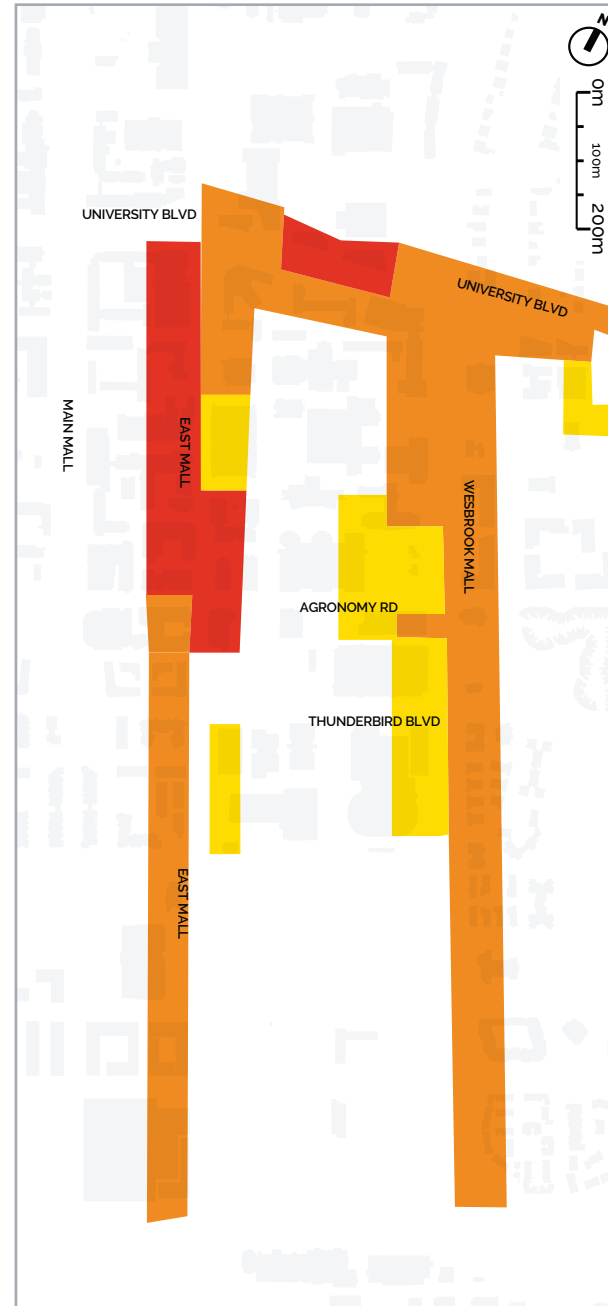 N
0m
100m
200m
UNIVERSITY BLVD
UNIVERSITY BLVD
MAIN MALL
EAST MALL
WESBROOK MALL
AGRONOMY RD
THUNDERBIRD BLVD
EAST MALL